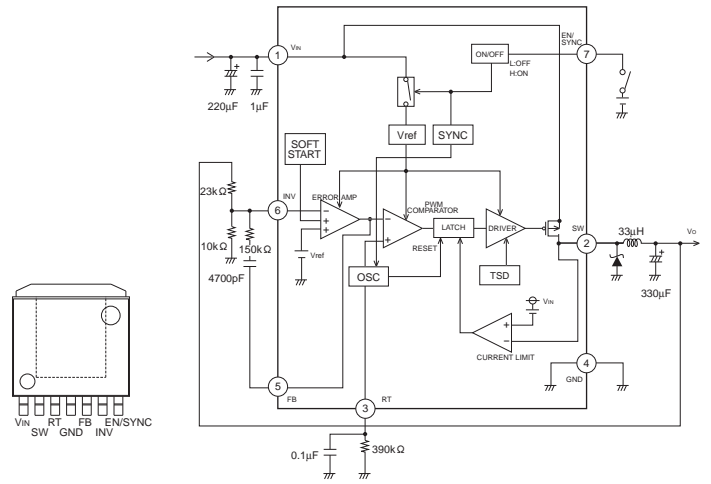 EN/
SYNC
1
VIN
ON/OFF
7
L:OFF
H:ON
220µF
1µF
Vref
SYNC
SOFT
START
23kΩ
INV
6
ERROR AMP
PWM
COMPARATOR
LATCH
DRIVER
SW
2
33µH
VO
10kΩ
150kΩ
4700pF
Vref
OSC
RESET
TSD
330µF
VIN
CURRENT LIMIT
4
GND
5
FB
3
RT
0.1µF
390kΩ
VIN RT FB EN/SYNC
SW GND INV